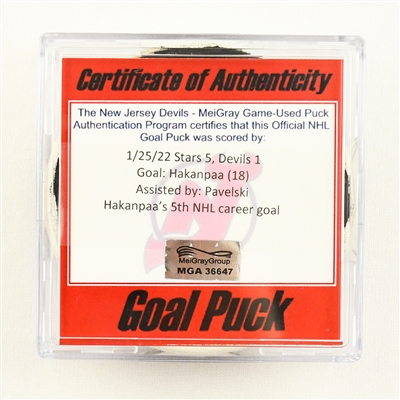 Certificate of Authenticity
The New Jersey Devils - MeiGray Game-Used Puck
Authentication Program certifies that this Official NHL
Goal Puck was scored by:
1/25/22 Stars 5, Devils 1
Goal: Hakanpaa (18)
Assisted by: Pavelski
Hakanpaa's 5th NHL career goal
MeiGrayGroup
MGA 36647
Goal Puck